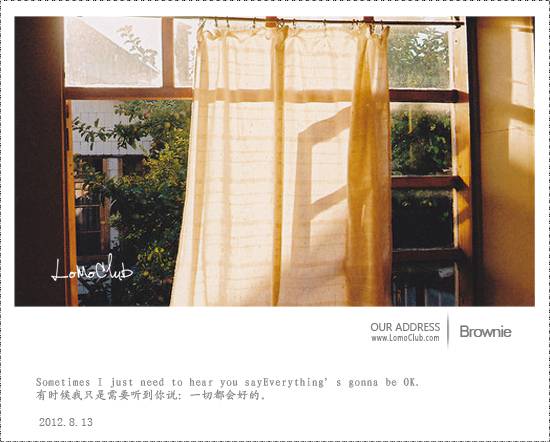 LoMoClub
OUR ADDRESS
www.LomoClub.com
Brownie
Sometimes I just need to hear you sayEverything's gonna be OK.
有时候我只是需要听到你说: 一切都会好的。
2012.8.13